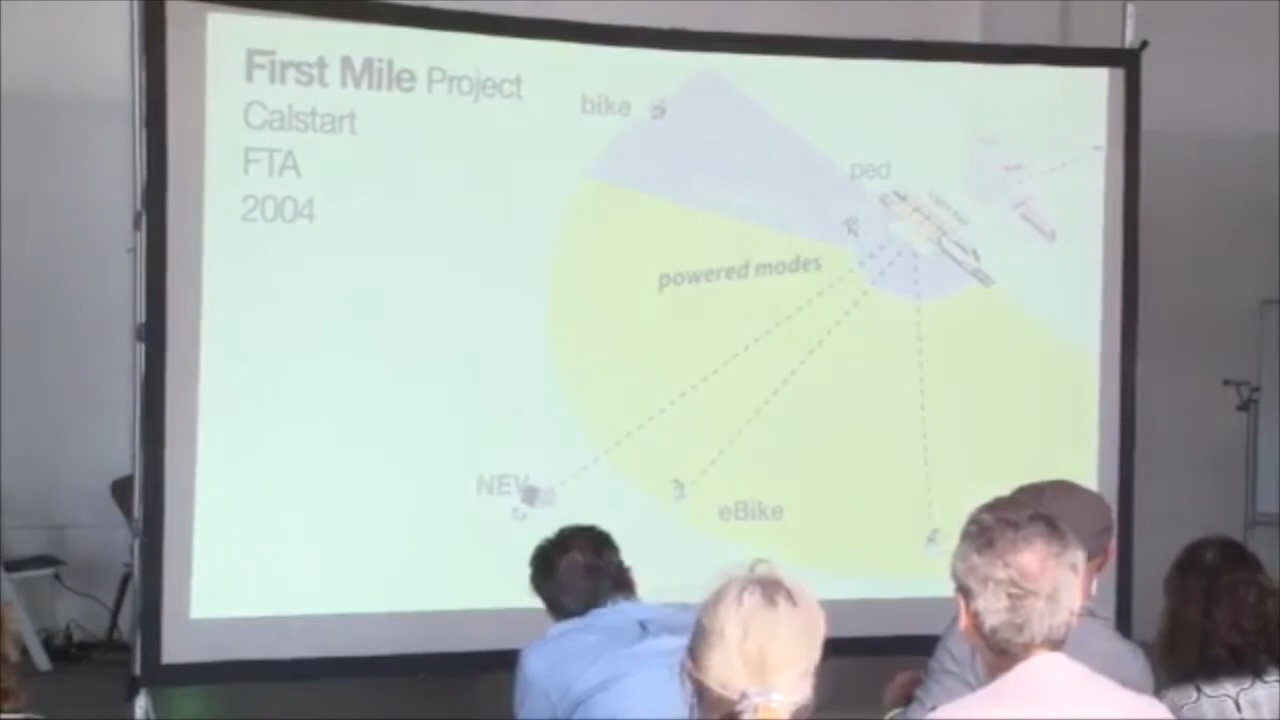 First Mile Project
Calstart
FTA
2004
bike
ped
powered modes
NEV
eBike